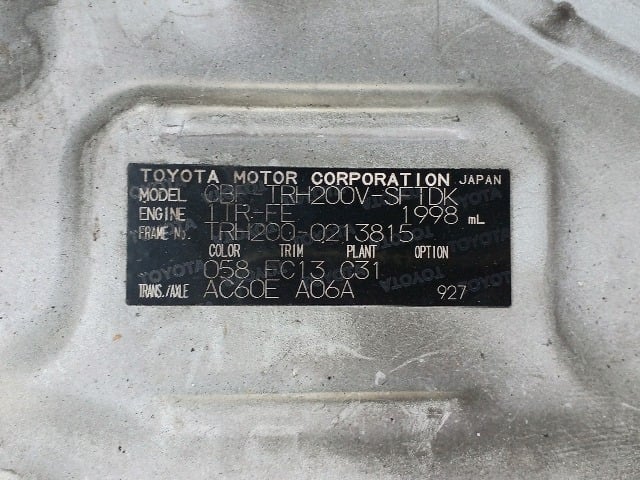 TOYOTA MOTOR CORPORATION JAPAN
MODEL CBF-TRH200V-SFTDK
ENGINE 1TR-FE 1998 mL
FRAME No. TRH200-0213815
COLOR TRIM PLANT OPTION
058 FC13 C31
TRANS./AXLE AC60E A06A 927